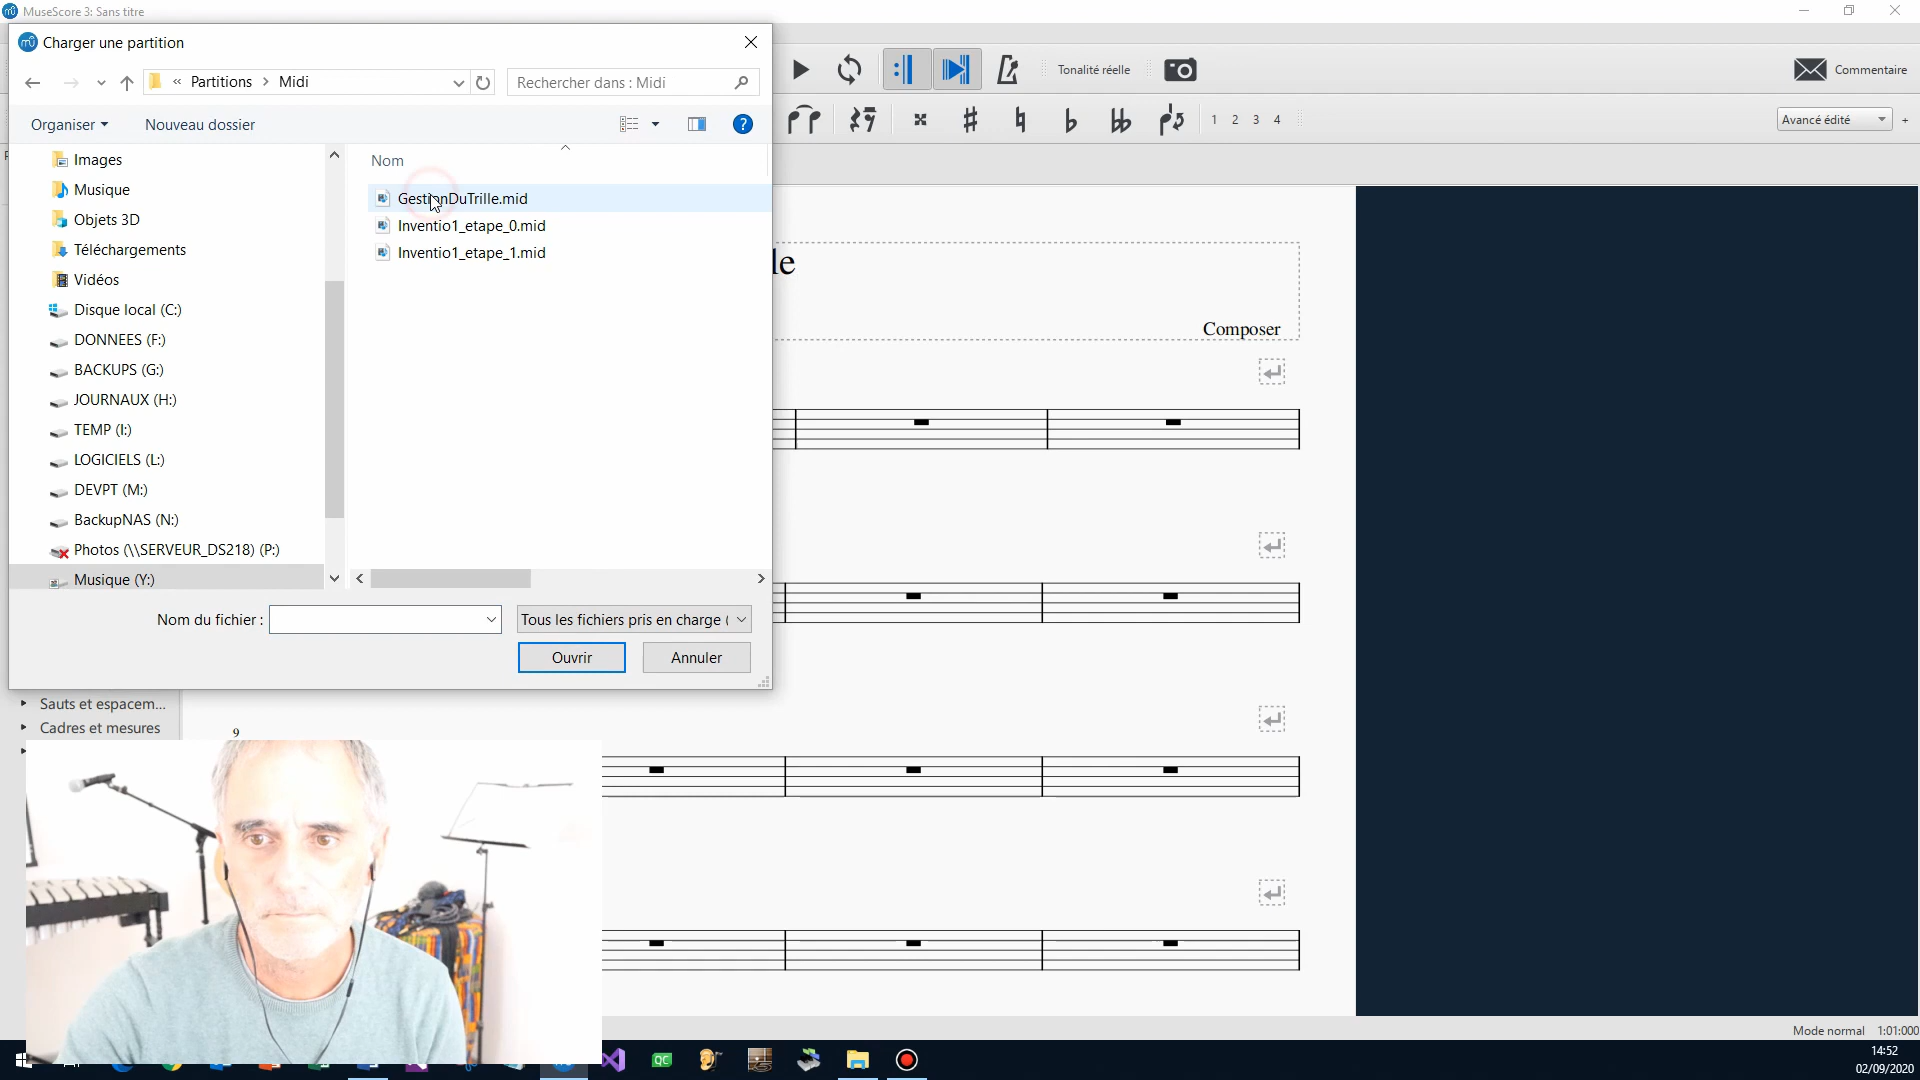 MuseScore 3: Sans titre
Charger une partition
« Partitions > Midi
Rechercher dans : Midi
Tonalité réelle
Commentaire
Organiser
Nouveau dossier
1 2 3 4
Avancé édité
Nom
Images
Musique
Objets 3D
Téléchargements
Vidéos
Disque local (C:)
DONNEES (F:)
BACKUPS (G:)
JOURNAUX (H:)
TEMP (I:)
LOGICIELS (L:)
DEVPT (M:)
BackupNAS (N:)
Photos (\\SERVEUR_DS218) (P:)
Musique (Y:)
GestionDuTrille.mid
Inventio1_etape_0.mid
Inventio1_etape_1.mid
le
Composer
Nom du fichier :
Tous les fichiers pris en charge (
Ouvrir
Annuler
Sauts et espacem...
Cadres et mesures
9
Mode normal 1:01:000
QC
14:52
02/09/2020